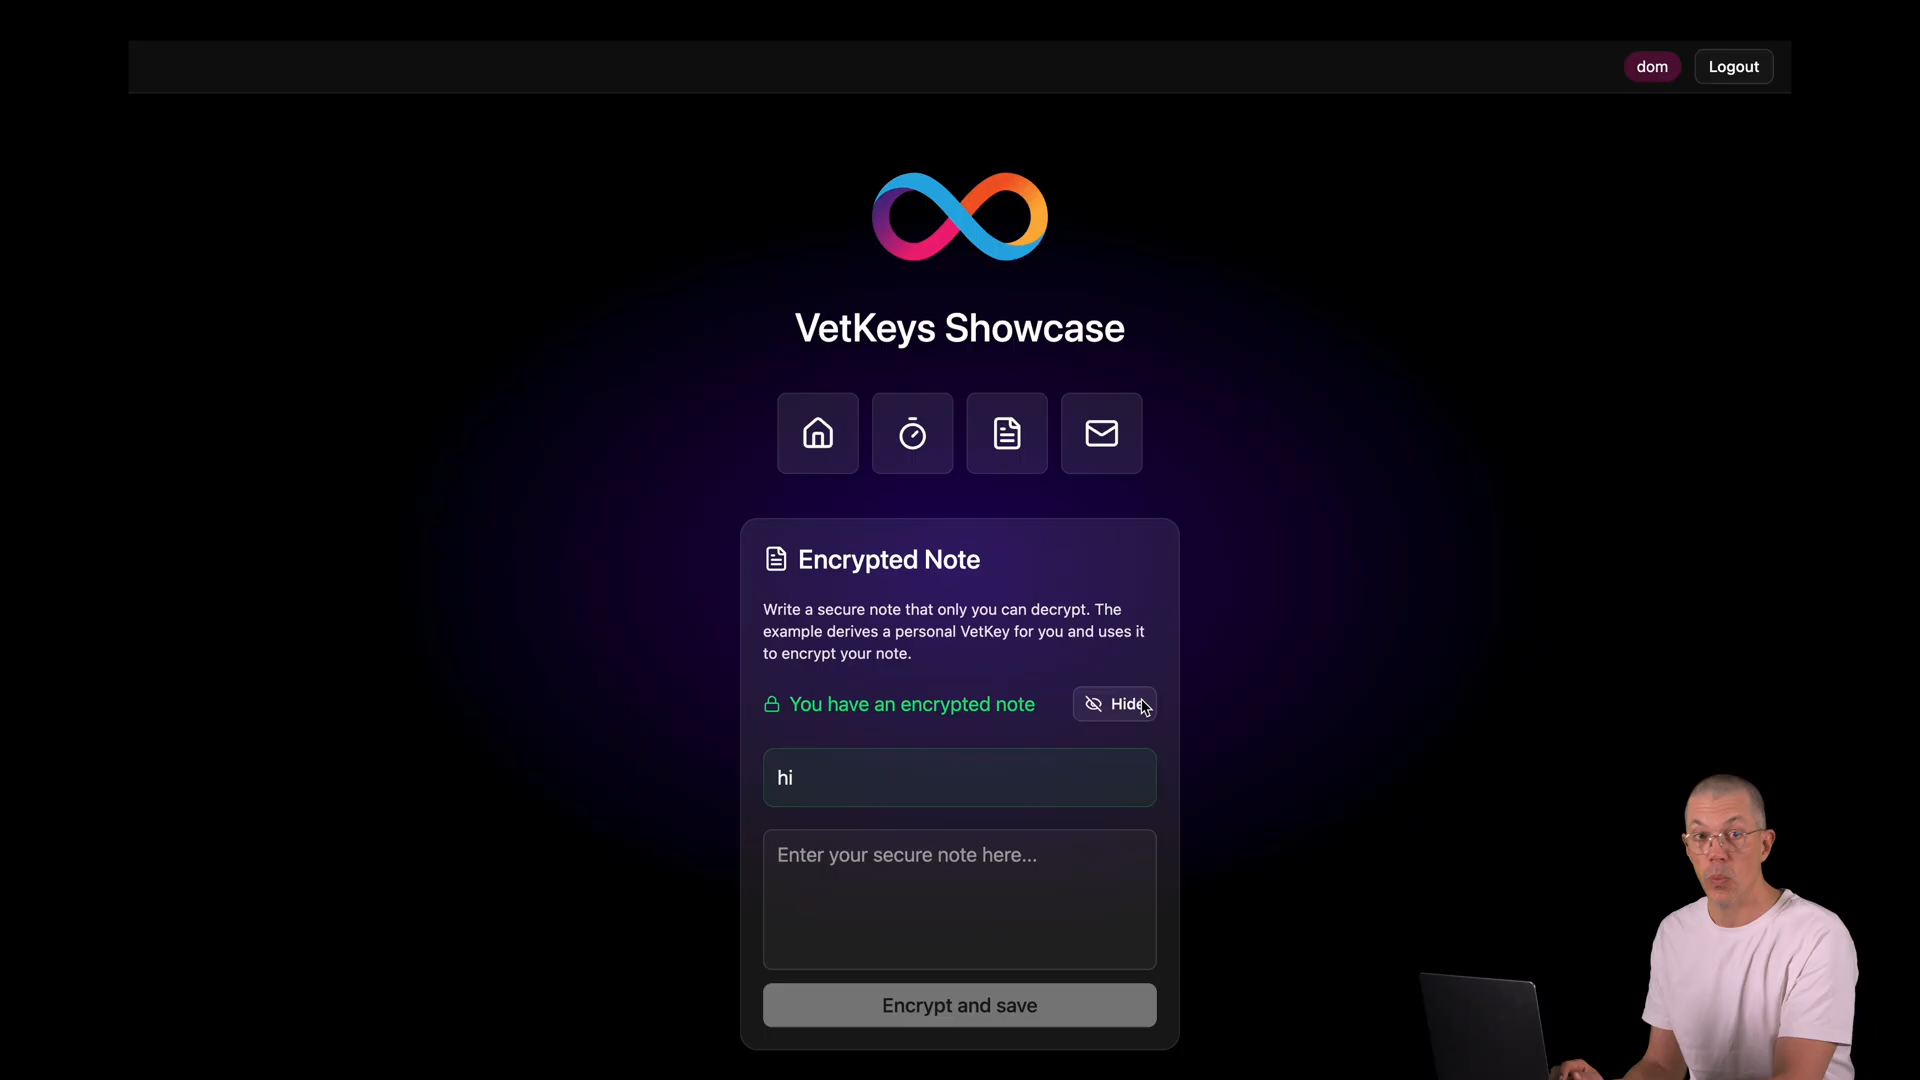 dom
Logout
VetKeys Showcase
Encrypted Note
Write a secure note that only you can decrypt. The
example derives a personal VetKey for you and uses it
to encrypt your note.
You have an encrypted note
Hide
hi
Enter your secure note here...
Encrypt and save